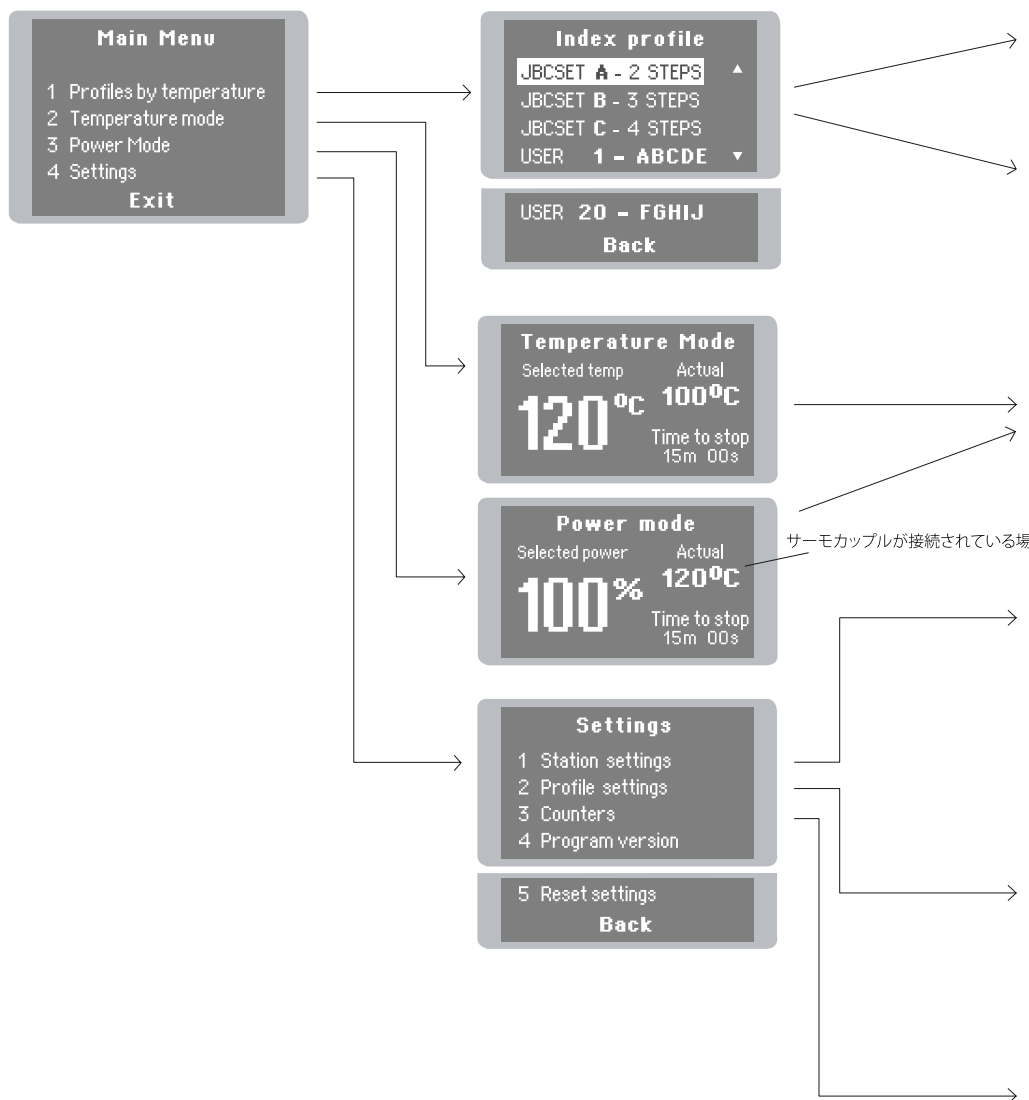 Main Menu
1 Profiles by temperature
2 Temperature mode
3 Power Mode
4 Settings
Exit
Index profile
JBCSET A - 2 STEPS ▲
JBCSET B - 3 STEPS
JBCSET C - 4 STEPS
USER 1 - ABCDE ▼
USER 20 - FGHIJ
Back
Temperature Mode
Selected temp
120ºC
Actual
100ºC
Time to stop
15m 00s
Power mode
Selected power
100%
Actual
120ºC
Time to stop
15m 00s
サーモカップルが接続されている場
Settings
1 Station settings
2 Profile settings
3 Counters
4 Program version
5 Reset settings
Back